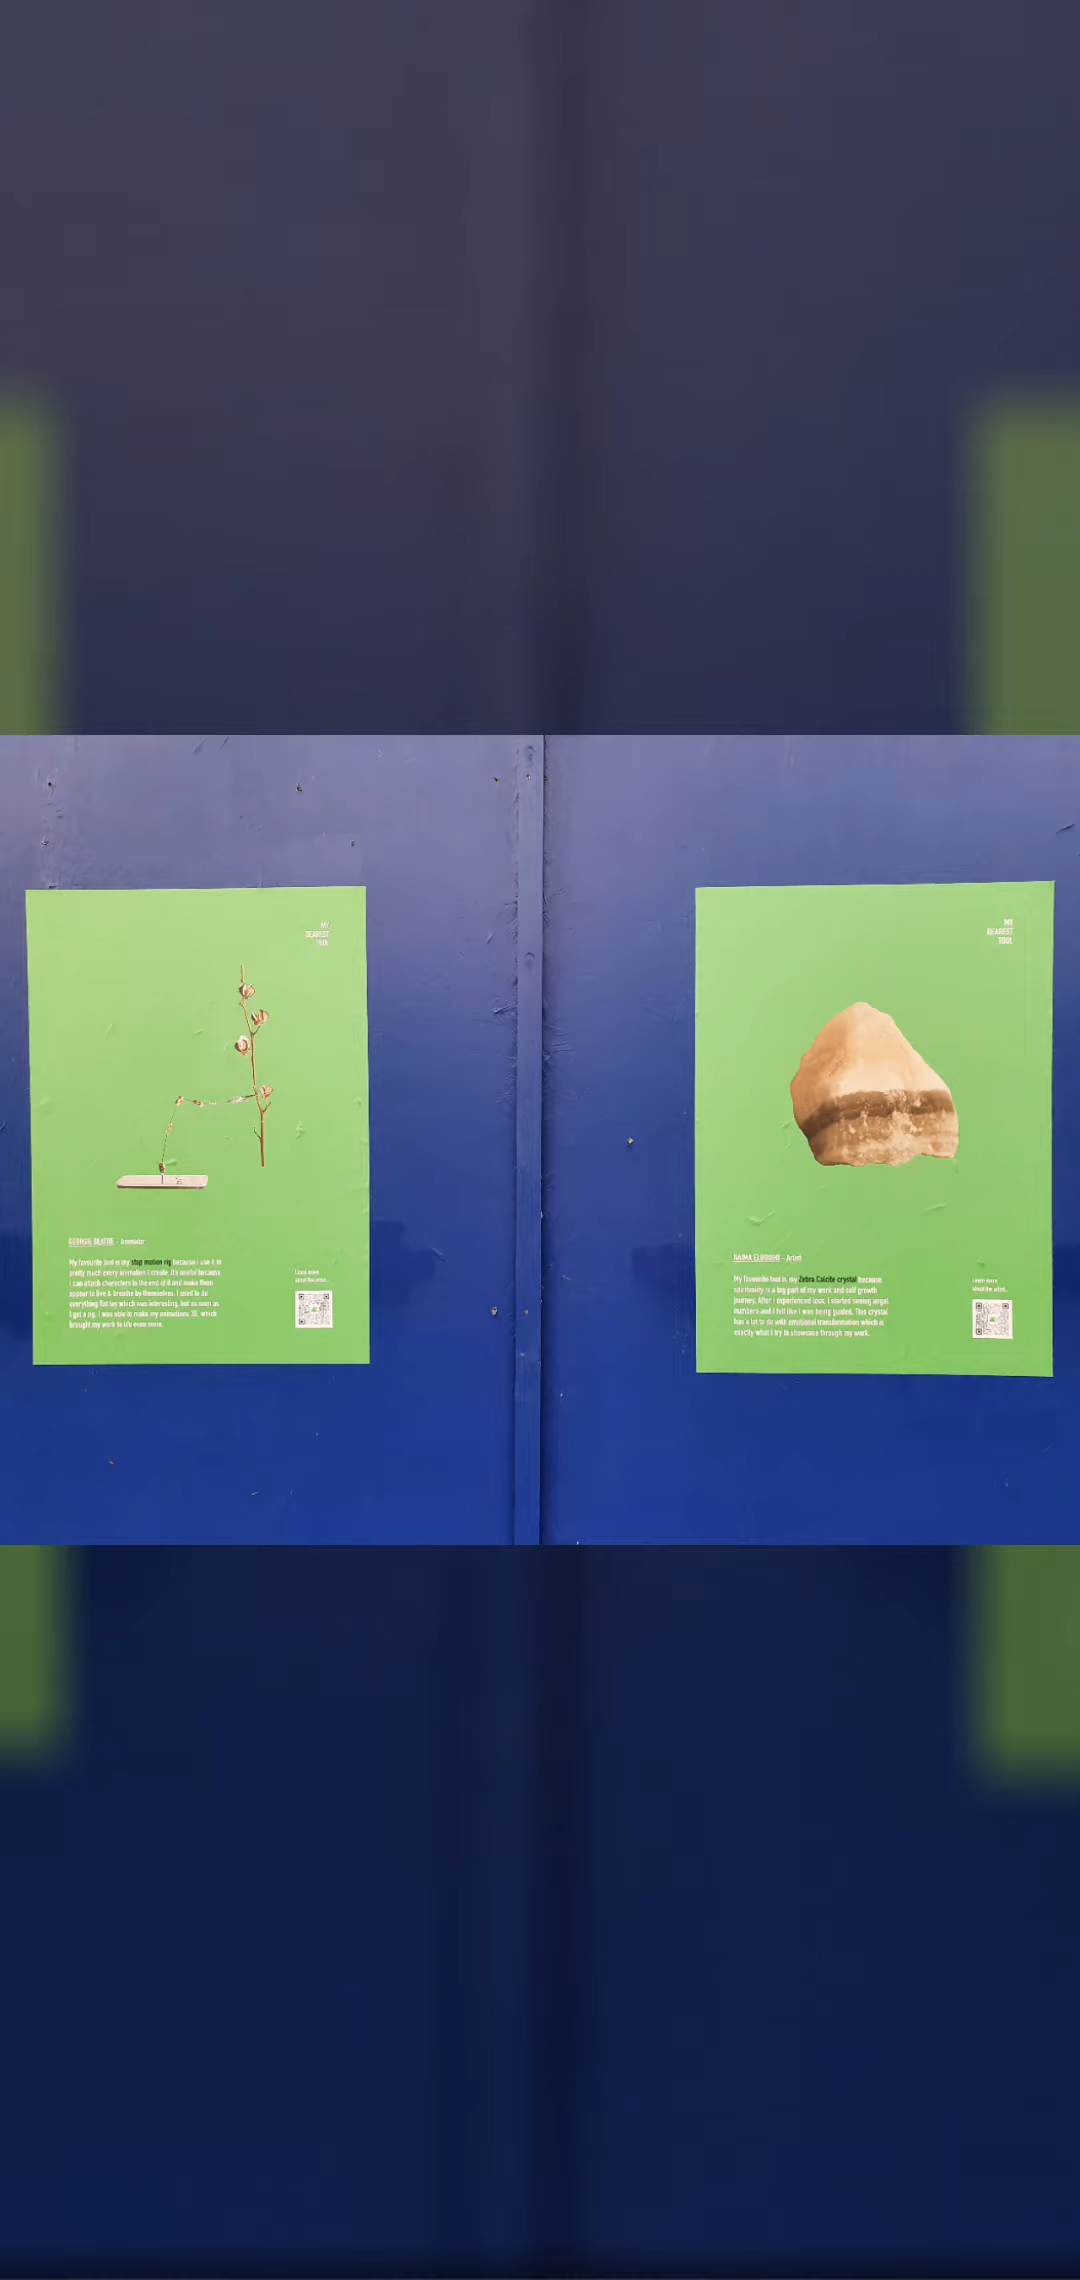 MY
DEAREST
TOOL
GEORGIE BEATTIE – Animator
My favourite tool is my stop motion rig because I use it in
pretty much every animation I create. It's useful because
I can attach characters to the end of it and make them
appear to live & breathe by themselves. I used to do
everything flat lay which was interesting, but as soon as
I got a rig, I was able to make my animations 3D, which
brought my work to life even more.
Learn more
about the artist.
MY
DEAREST
TOOL
NAIMA – Artist
My favourite tool is my Zebra Calcite crystal because
spirituality is a big part of my work and self growth
journey. After I experienced loss, I started seeing angel
numbers and I felt like I was being guided. This crystal
has a lot to do with emotional transformation which is
exactly what I try to showcase through my work.
Learn more
about the artist.